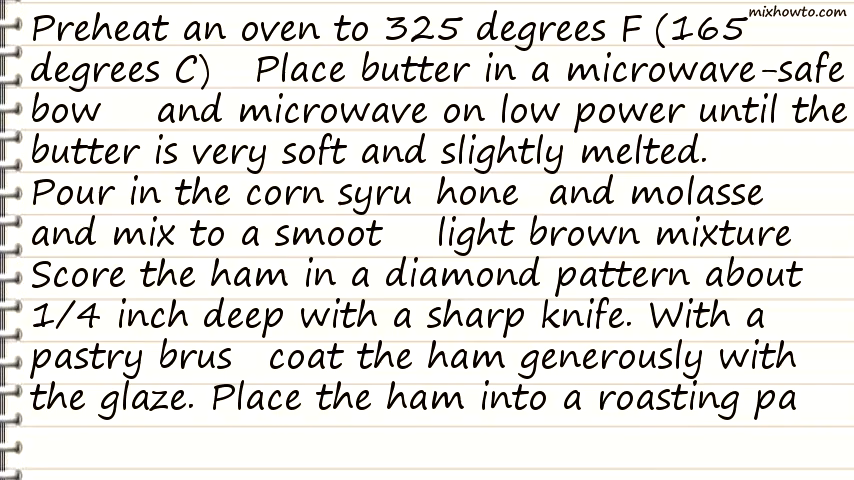 mixhowto.com
Preheat an oven to 325 degrees F (165
degrees C) Place butter in a microwave-safe
bow and microwave on low power until the
butter is very soft and slightly melted.
Pour in the corn syru hone and molasse
and mix to a smoot light brown mixture
Score the ham in a diamond pattern about
1/4 inch deep with a sharp knife. With a
pastry brus coat the ham generously with
the glaze. Place the ham into a roasting pa